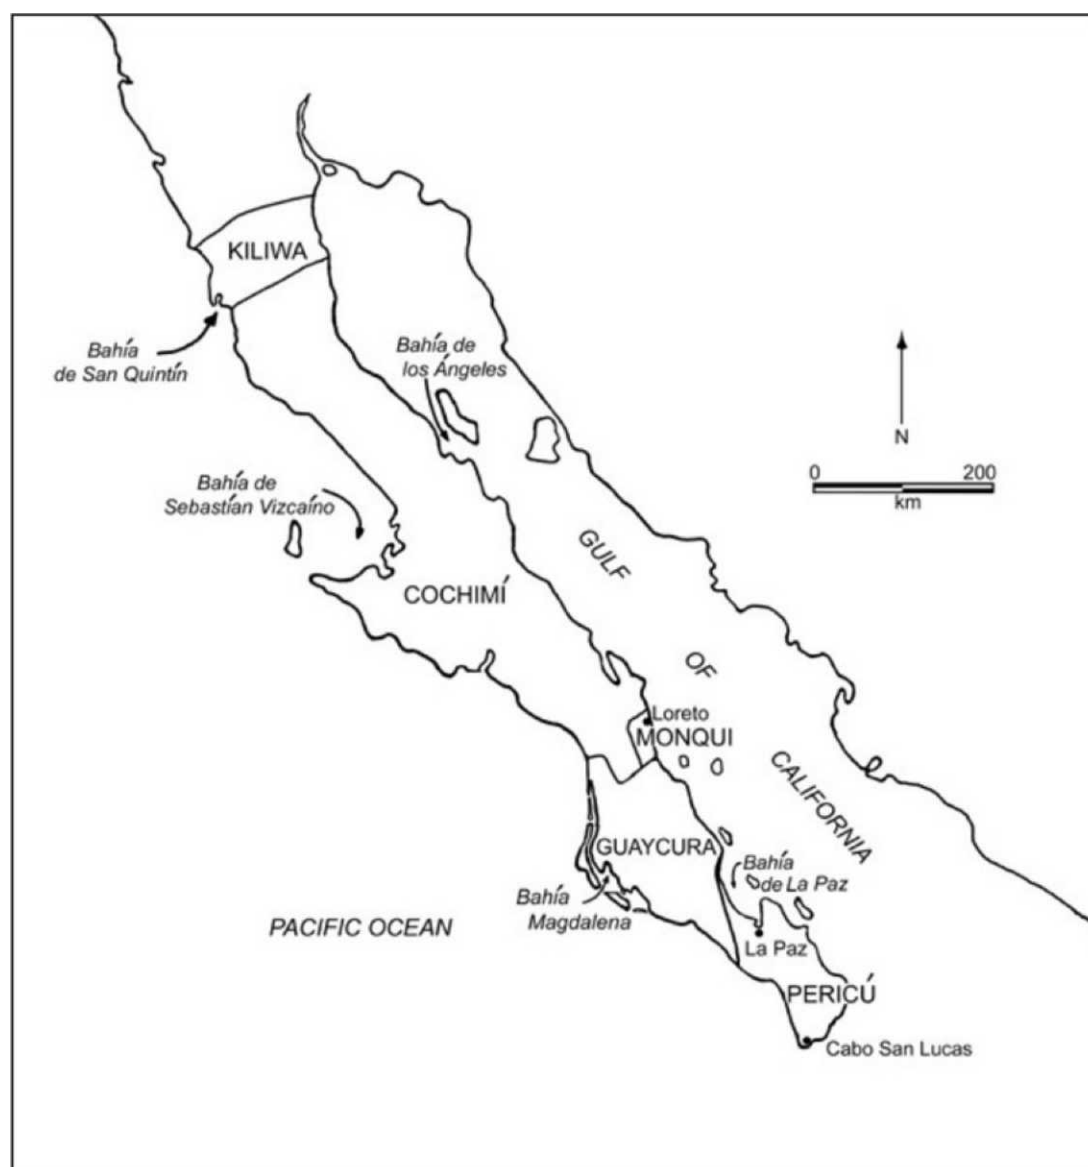 KILIWA
Bahía
de San Quintín
Bahía de
los Ángeles
N
0 200
km
Bahía de
Sebastían Vizcaíno
GULF
COCHIMÍ
OF
Loreto
MONQUI
CALIFORNIA
GUAYCURA
Bahía
de La Paz
Bahía
Magdalena
PACIFIC OCEAN
La Paz
PERICÚ
Cabo San Lucas